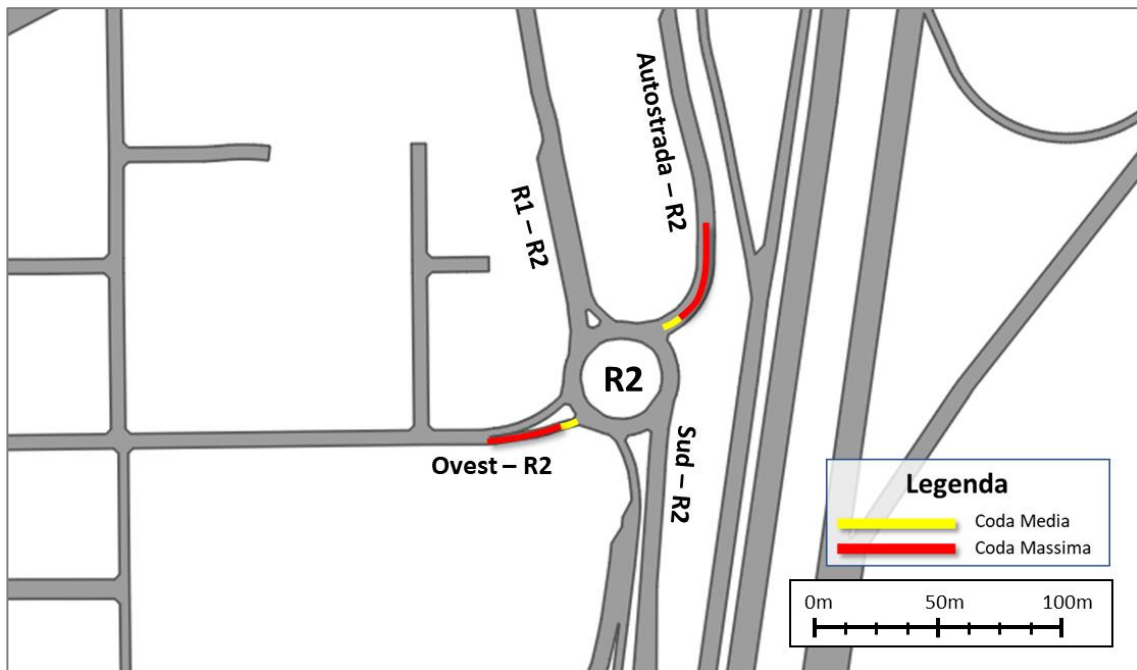 Autostrada – R2
R1 – R2
R2
Ovest – R2
Sud – R2
Legenda
Coda Media
Coda Massima
0m 50m 100m